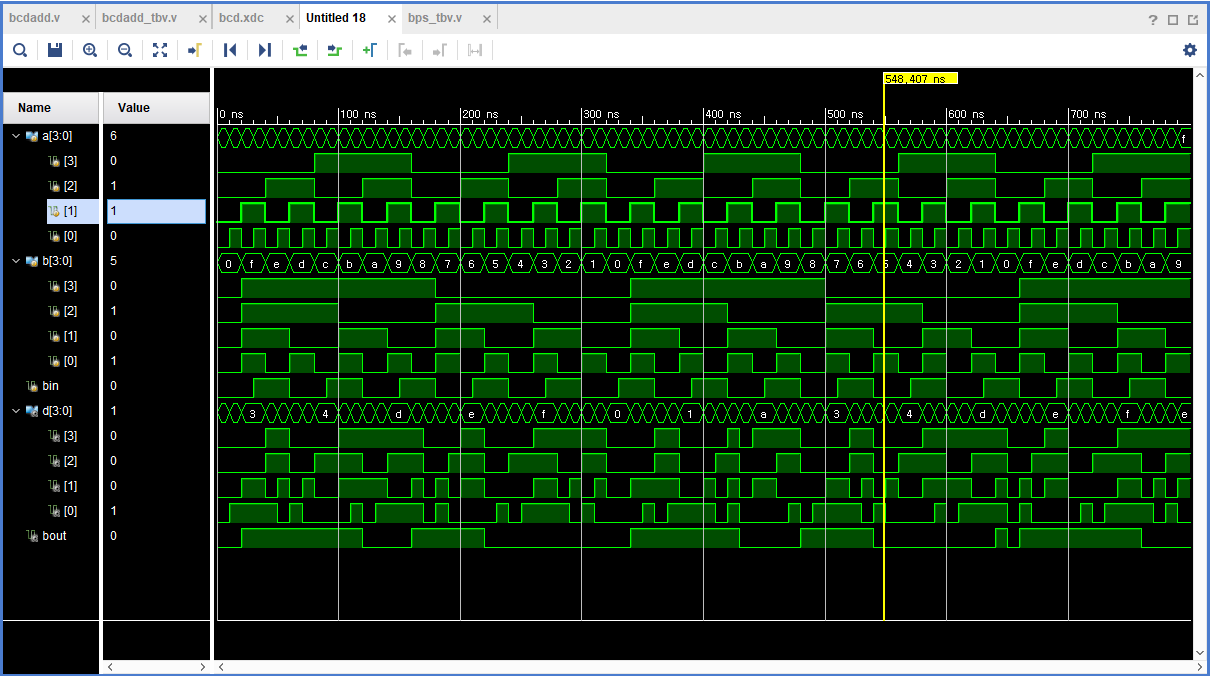 bcdadd.v bcdadd_tbv.v bcd.xdc Untitled 18 bps_tbv.v
?
548,407 ns
Name Value
0 ns 100 ns 200 ns 300 ns 400 ns 500 ns 600 ns 700 ns
a[3:0] 6 f
[3] 0
[2] 1
[1] 1
[0] 0
b[3:0] 5 0 f e d c b a 9 8 7 6 5 4 3 2 1 0 f e d c b a 9 8 7 6 5 4 3 2 1 0 f e d c b a 9
[3] 0
[2] 1
[1] 0
[0] 1
bin 0
d[3:0] 1 3 4 d e f 0 1 a 3 4 d e f e
[3] 0
[2] 0
[1] 0
[0] 1
bout 0